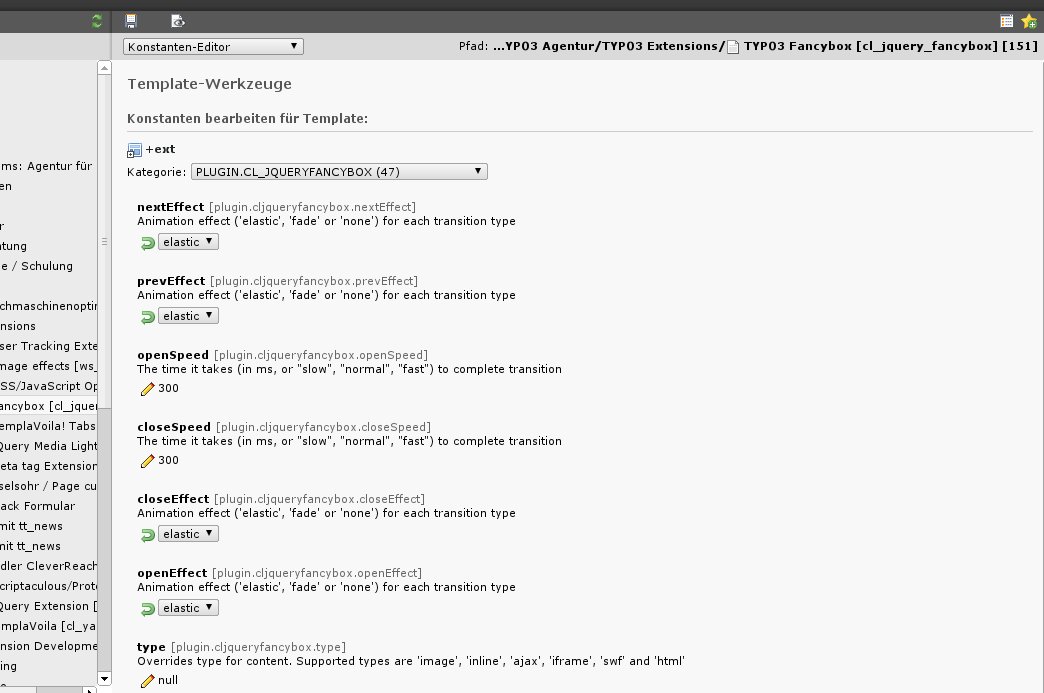 Konstanten-Editor
Pfad: ...YPO3 Agentur/TYPO3 Extensions/ TYPO3 Fancybox [cl_jquery_fancybox] [151]
Template-Werkzeuge
Konstanten bearbeiten für Template:
+ext
Kategorie: PLUGIN.CL_JQUERYFANCYBOX (47)
nextEffect [plugin.cljqueryfancybox.nextEffect]
Animation effect ('elastic', 'fade' or 'none') for each transition type
elastic
prevEffect [plugin.cljqueryfancybox.prevEffect]
Animation effect ('elastic', 'fade' or 'none') for each transition type
elastic
openSpeed [plugin.cljqueryfancybox.openSpeed]
The time it takes (in ms, or "slow", "normal", "fast") to complete transition
300
closeSpeed [plugin.cljqueryfancybox.closeSpeed]
The time it takes (in ms, or "slow", "normal", "fast") to complete transition
300
closeEffect [plugin.cljqueryfancybox.closeEffect]
Animation effect ('elastic', 'fade' or 'none') for each transition type
elastic
openEffect [plugin.cljqueryfancybox.openEffect]
Animation effect ('elastic', 'fade' or 'none') for each transition type
elastic
type [plugin.cljqueryfancybox.type]
Overrides type for content. Supported types are 'image', 'inline', 'ajax', 'iframe', 'swf' and 'html'
null
ms: Agentur für
en
r
atung
e / Schulung
chmaschinenoptir
nsions
ser Tracking Exte
mage effects [ws_
SS/JavaScript Op
ancybox [cl_jquer
emplaVoila! Tabs
Query Media Light
eta tag Extension
selsohr / Page cu
ack Formular
mit tt_news
mit tt_news
dler CleverReach
criptaculous/Proto
Query Extension [
mplaVoila [cl_ya
nsion Developme
ing